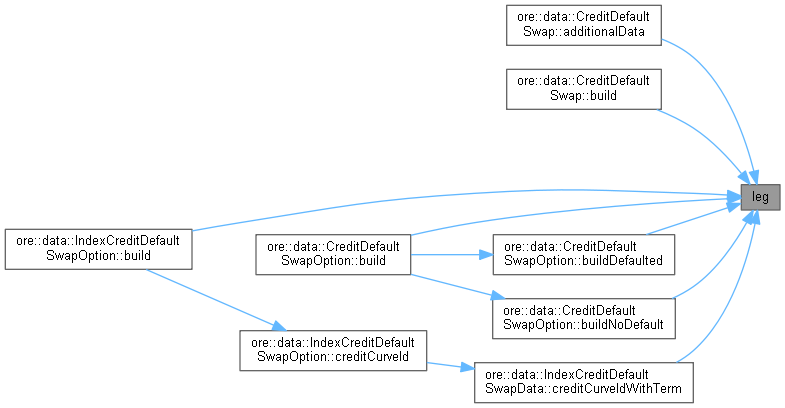 ore::data::CreditDefault
Swap::additionalData
ore::data::CreditDefault
Swap::build
leg
ore::data::IndexCreditDefault
SwapOption::build
ore::data::CreditDefault
SwapOption::build
ore::data::CreditDefault
SwapOption::buildDefaulted
ore::data::CreditDefault
SwapOption::buildNoDefault
ore::data::IndexCreditDefault
SwapOption::creditCurveId
ore::data::IndexCreditDefault
SwapData::creditCurveIdWithTerm